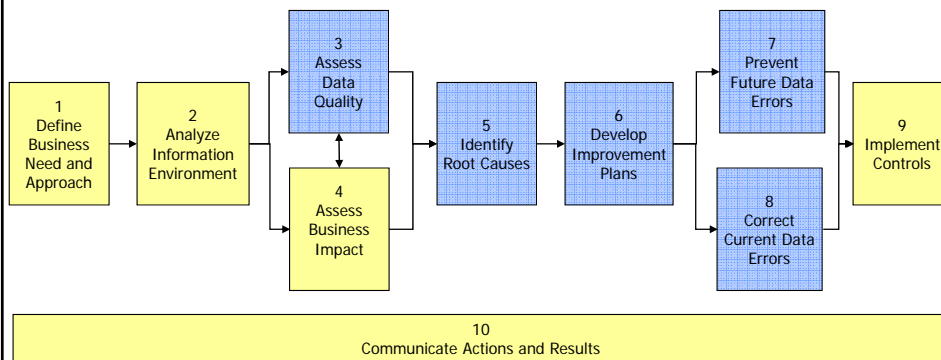 1
Define
Business
Need and
Approach
2
Analyze
Information
Environment
3
Assess
Data
Quality
4
Assess
Business
Impact
5
Identify
Root Causes
6
Develop
Improvement
Plans
7
Prevent
Future Data
Errors
8
Correct
Current Data
Errors
9
Implement
Controls
10
Communicate Actions and Results